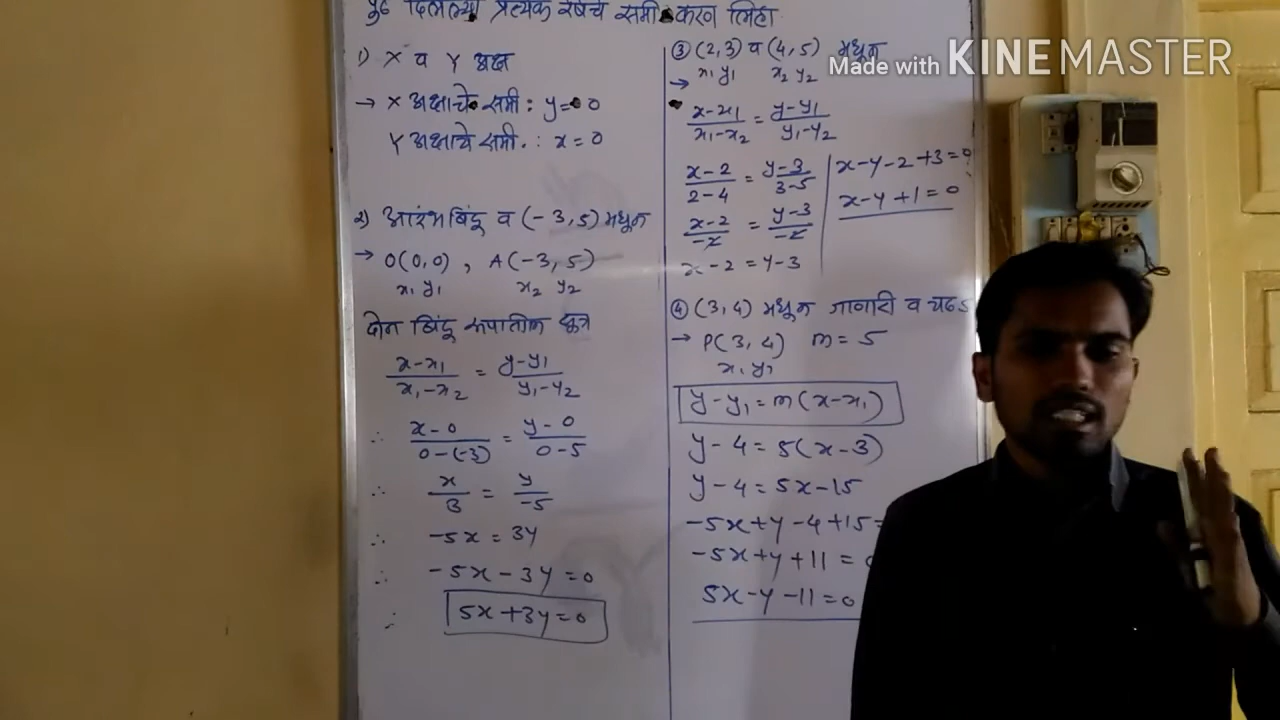 पुढे दिलेल्या प्रत्येक रेषेचे समीकरण लिहा
1) X व Y अक्ष
→ X अक्षाचे समी : y = 0
Y अक्षाचे समी. : x = 0
2) आरंभबिंदू व (-3, 5) मधून
→ O(0,0) , A(-3, 5)
x₁ y₁ x₂ y₂
दोन बिंदू रूपातील सूत्र
x-x₁/x₁-x₂ = y-y₁/y₁-y₂
∴ x-0/0-(-3) = y-0/0-5
∴ x/3 = y/-5
∴ -5x = 3y
∴ -5x-3y=0
∴ 5x+3y=0
③ (2,3) व (4,5) मधून
→ x₁ y₁ x₂ y₂
x-x₁/x₁-x₂ = y-y₁/y₁-y₂
x-2/2-4 = y-3/3-5
x-2/-2 = y-3/-2
x-2=y-3
x-y-2+3=0
x-y+1=0
④ (3,4) मधून जाणारी व चढ 5
→ P(3,4) m=5
x₁ y₁
y-y₁=m(x-x₁)
y-4=5(x-3)
y-4=5x-15
-5x+y-4+15=
-5x+y+11=0
5x-y-11=0
Made with KINEMASTER